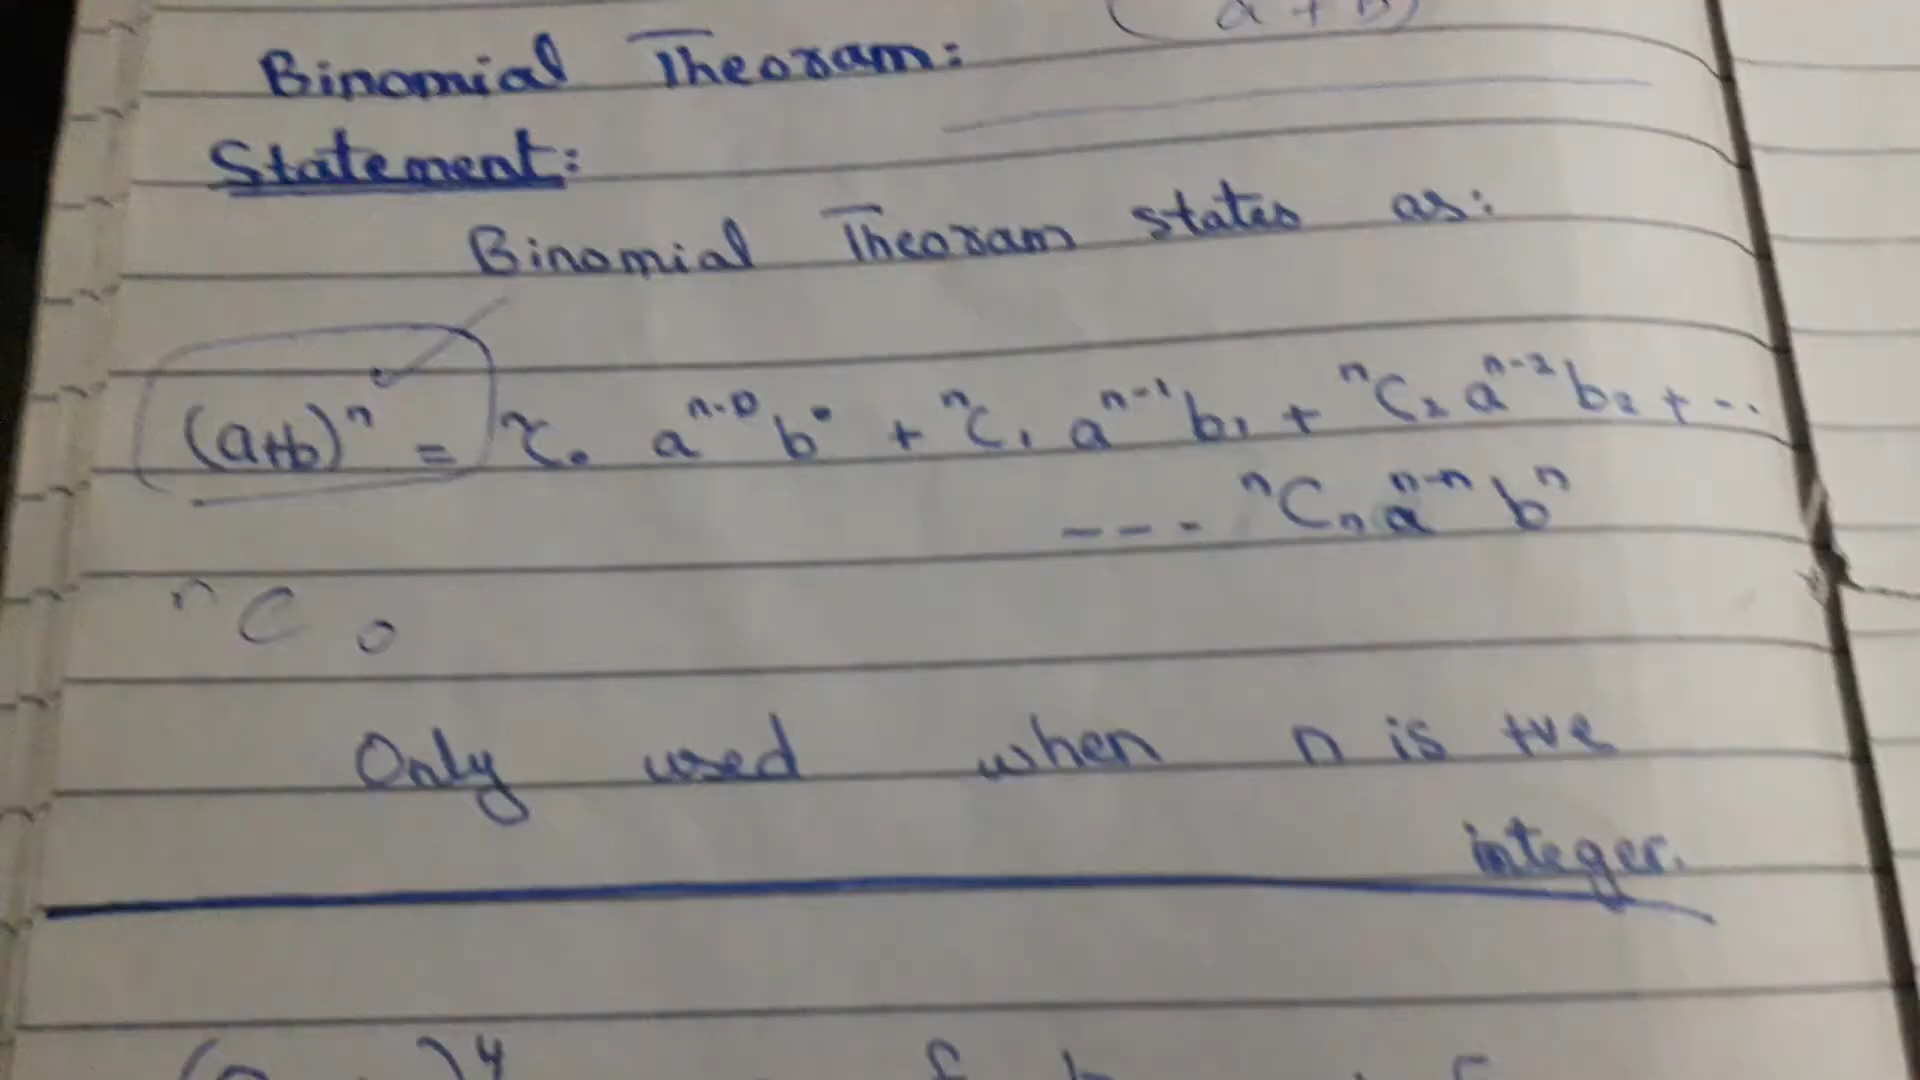 (a+b)
Binomial Theoram:
Statement:
Binomial Theoram states as:
(a+b)ⁿ = ⁿC₀ aⁿ⁻⁰ b⁰ + ⁿC₁ aⁿ⁻¹ b₁ + ⁿC₂ aⁿ⁻² b₂ + ...
--- ⁿCₙ aⁿ⁻ⁿ bⁿ
ⁿC₀
Only used when n is +ve
integer.